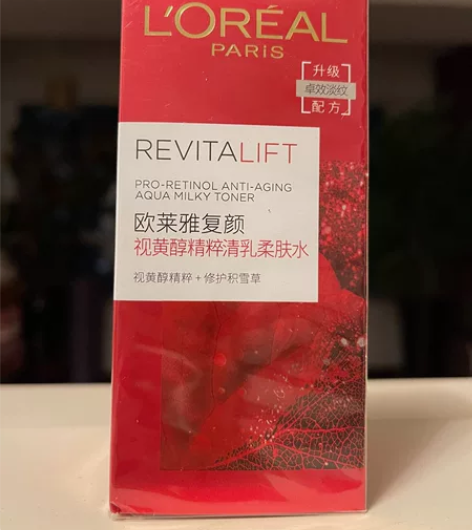 L'ORÉAL
PARIS
升级
卓效淡纹
配方
REVITALIFT
PRO-RETINOL ANTI-AGING
AQUA MILKY TONER
欧莱雅复颜
视黄醇精粹清乳柔肤水
视黄醇精粹 + 修护积雪草